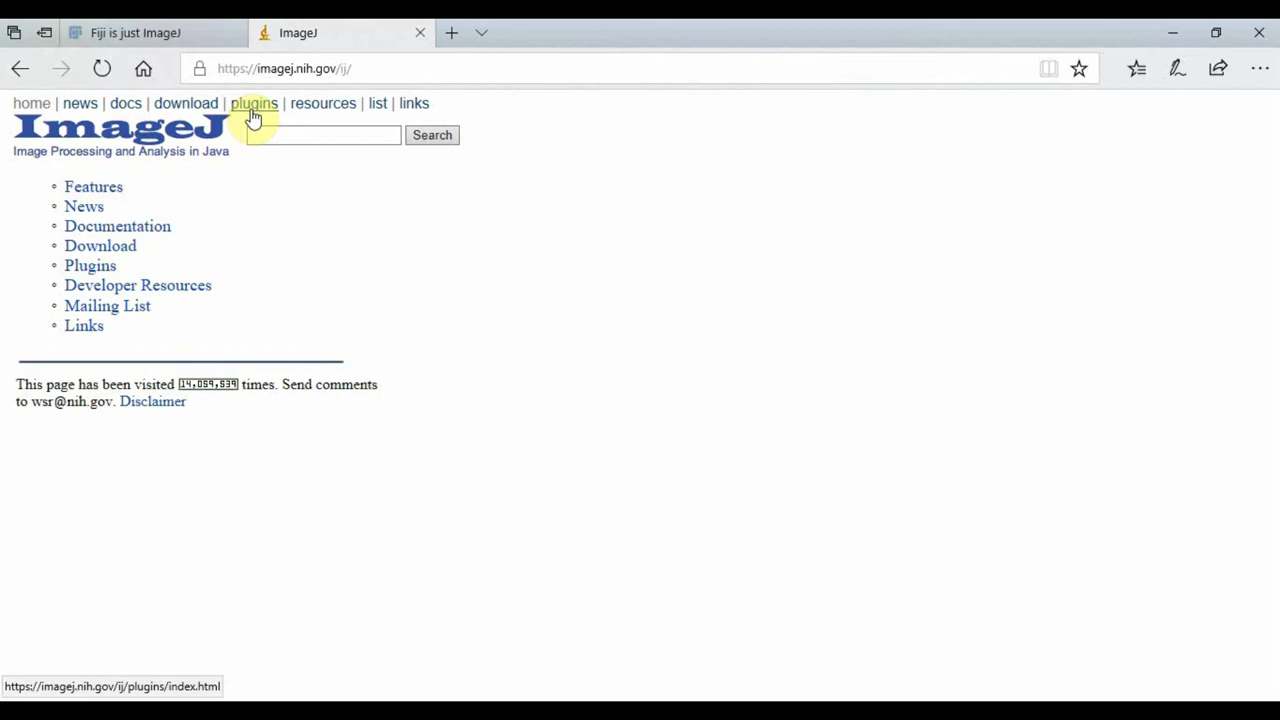 Fiji is just ImageJ
ImageJ
https://imagej.nih.gov/ij/
home | news | docs | download | plugins | resources | list | links
ImageJ
Search
Image Processing and Analysis in Java
Features
News
Documentation
Download
Plugins
Developer Resources
Mailing List
Links
This page has been visited 14,059,539 times. Send comments
to wsr@nih.gov. Disclaimer
https://imagej.nih.gov/ij/plugins/index.html